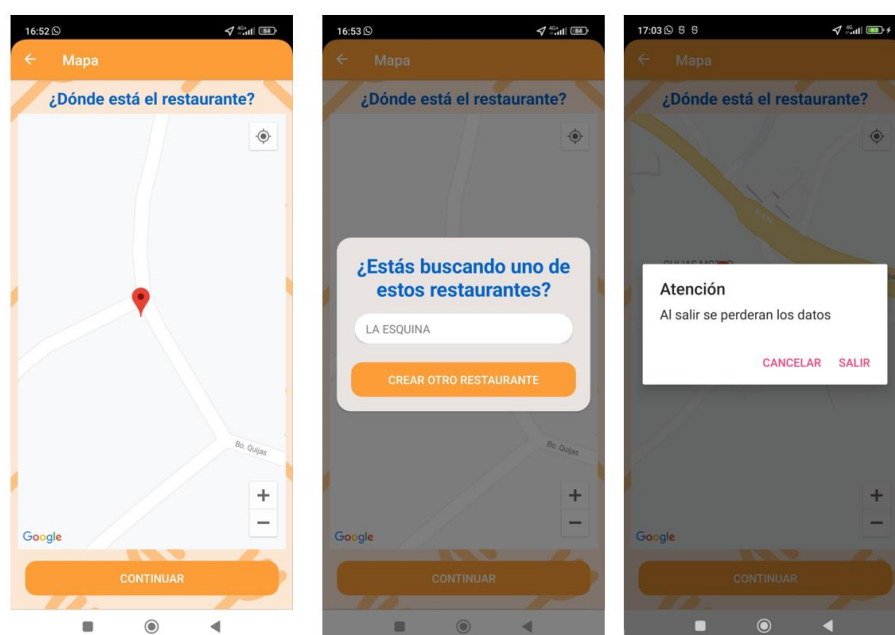 16:52
84
Mapa
¿Dónde está el restaurante?
Bo. Quijas
+
−
Google
CONTINUAR
16:53
84
Mapa
¿Dónde está el restaurante?
¿Estás buscando uno de
estos restaurantes?
LA ESQUINA
CREAR OTRO RESTAURANTE
Bo. Quijas
+
−
Google
CONTINUAR
17:03
Mapa
¿Dónde está el restaurante?
Atención
Al salir se perderan los datos
CANCELAR SALIR
+
−
Google
CONTINUAR